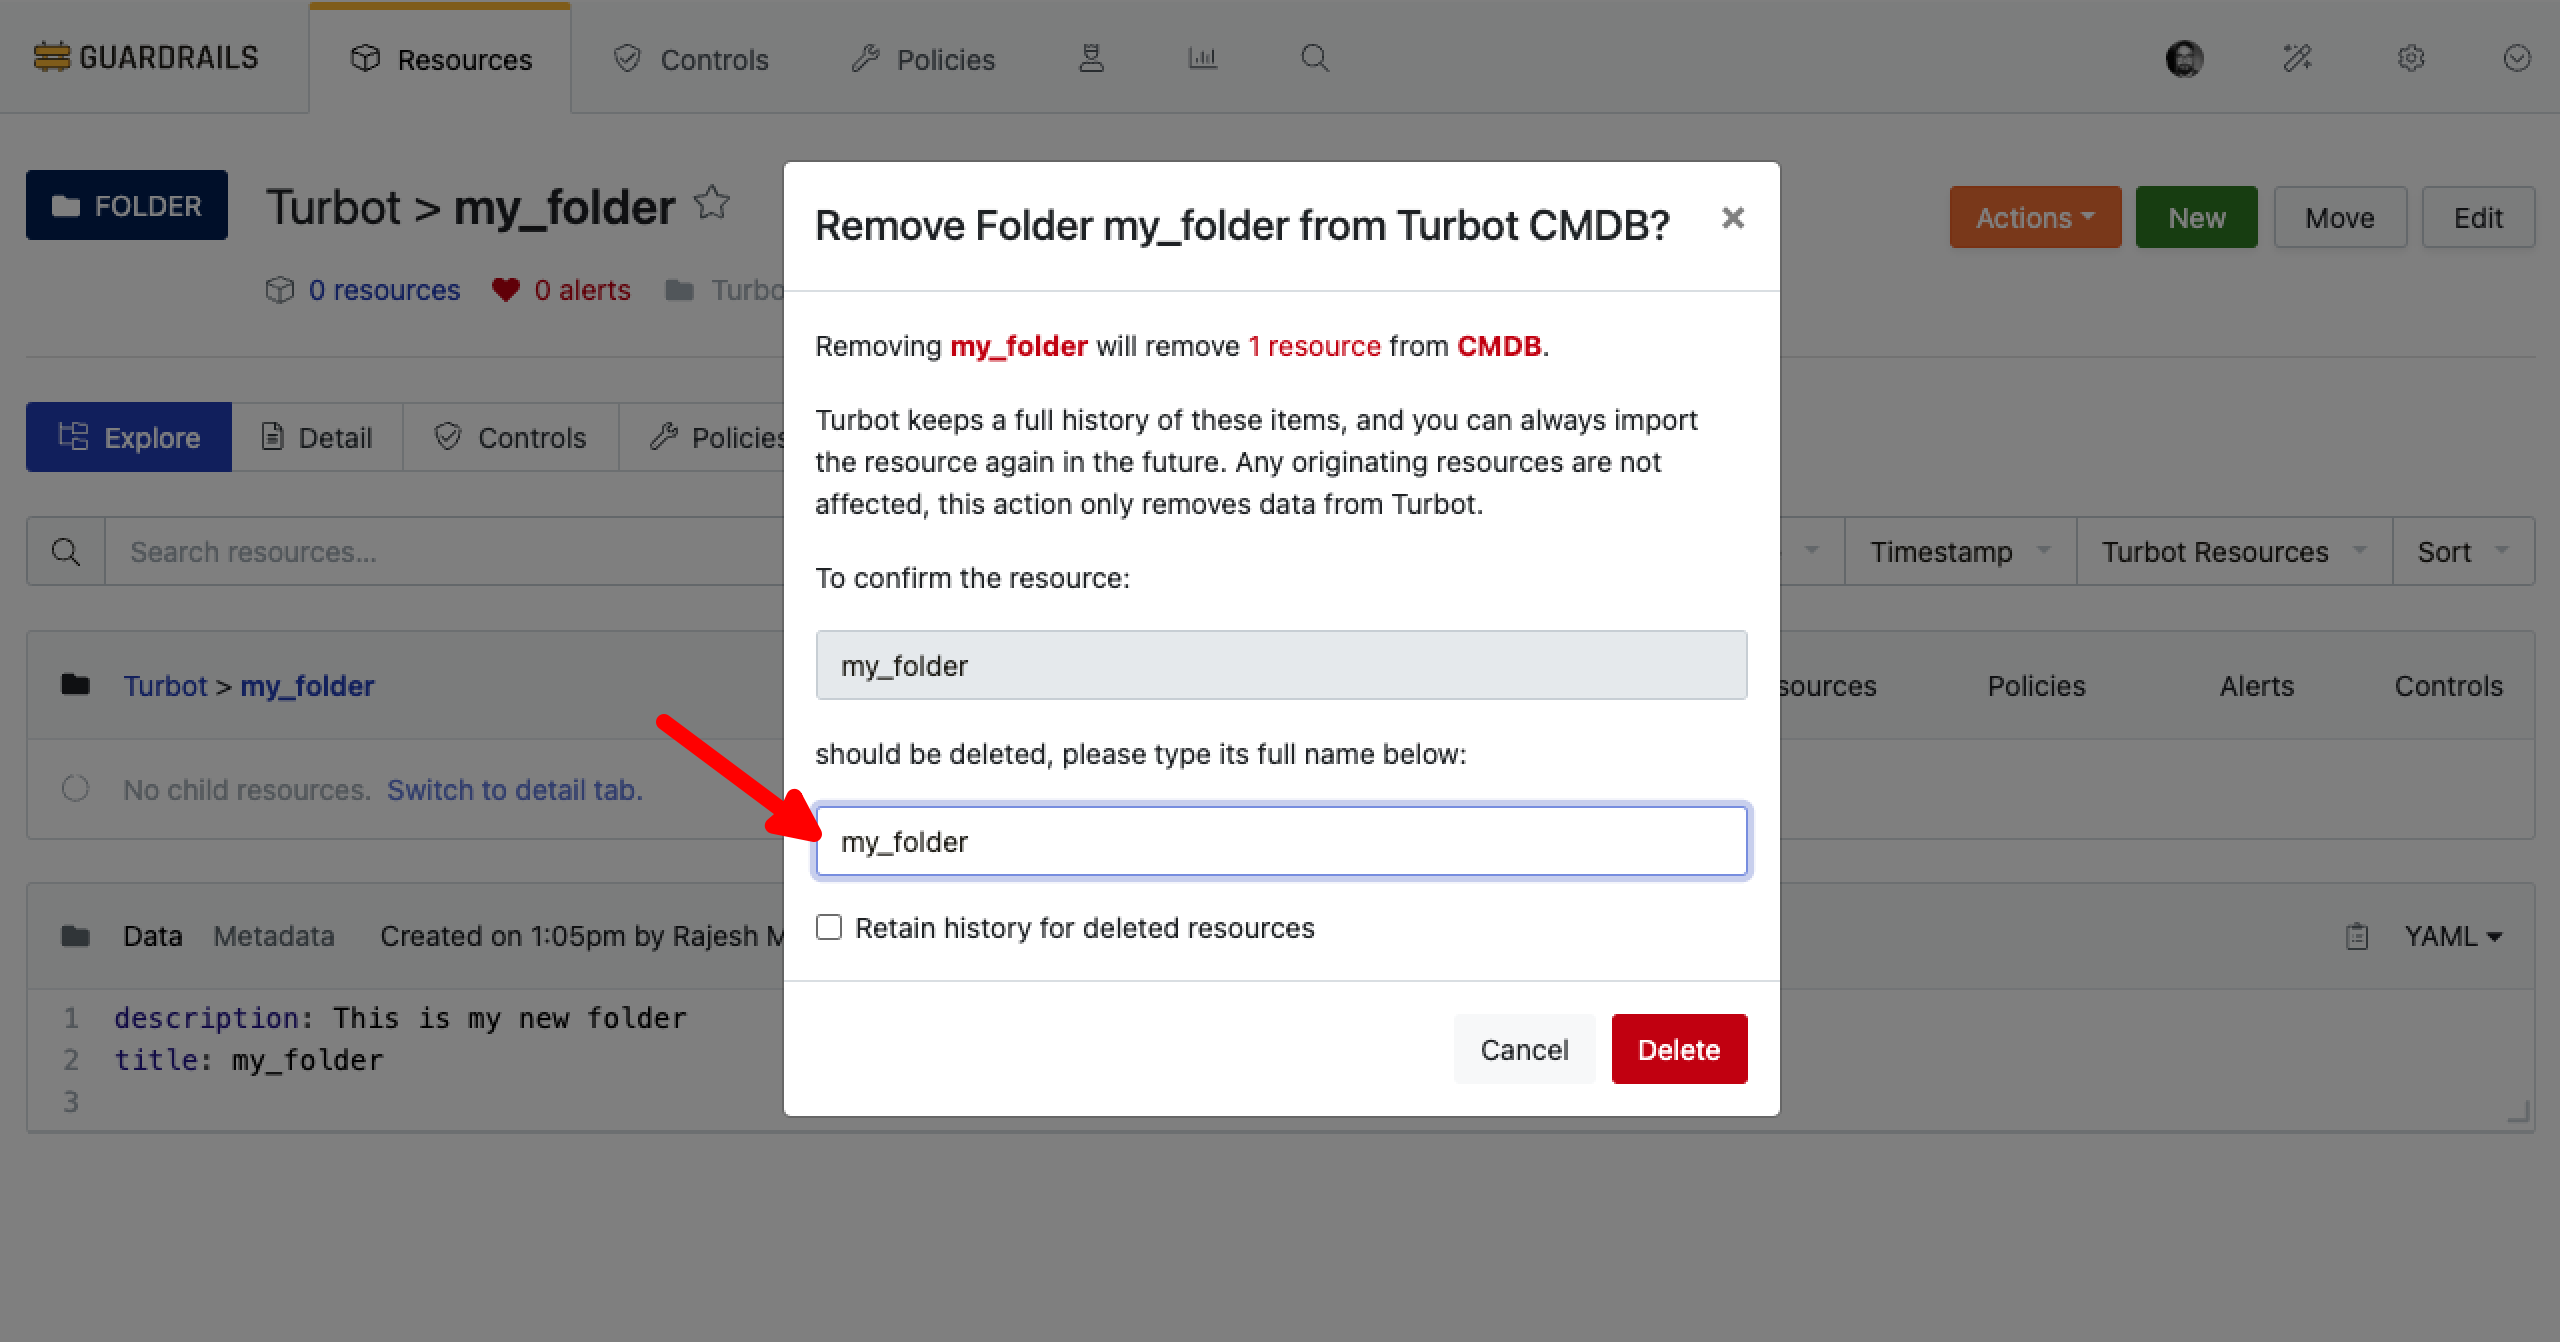 GUARDRAILS Resources Controls Policies
FOLDER Turbot > my_folder
Actions New Move Edit
0 resources 0 alerts
Explore Detail Controls Policies
Search resources...
Timestamp Turbot Resources Sort
Turbot > my_folder
Policies Alerts Controls
No child resources. Switch to detail tab.
Data Metadata Created on 1:05pm by Rajesh
YAML
1 description: This is my new folder
2 title: my_folder
3
Remove Folder my_folder from Turbot CMDB?
×
Removing my_folder will remove 1 resource from CMDB.
Turbot keeps a full history of these items, and you can always import
the resource again in the future. Any originating resources are not
affected, this action only removes data from Turbot.
To confirm the resource:
my_folder
should be deleted, please type its full name below:
my_folder
Retain history for deleted resources
Cancel Delete